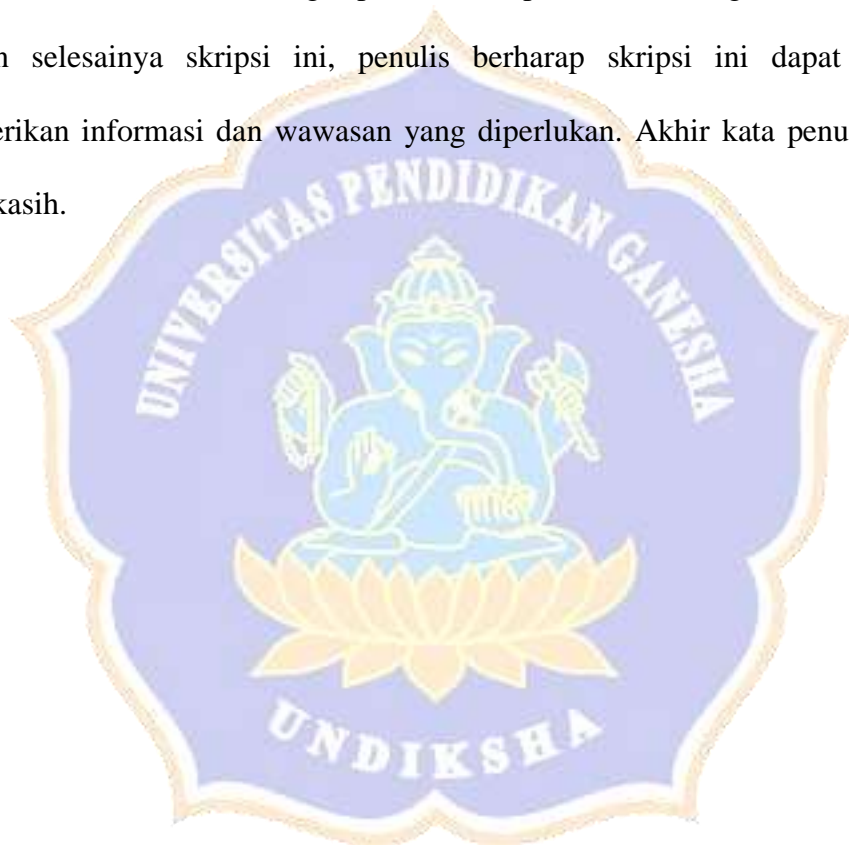 selesainya skripsi ini, penulis berharap skripsi ini dapat
erikan informasi dan wawasan yang diperlukan. Akhir kata penu
kasih.
UNIVERSITAS PENDIDIKAN GANESHA
UNDIKSHA